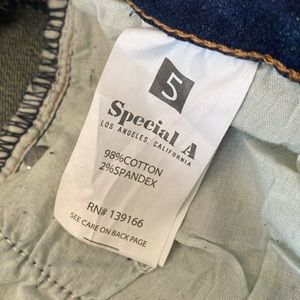 5
Special A
LOS ANGELES, CALIFORNIA
98%COTTON
2%SPANDEX
RN# 139166
SEE CARE ON BACK PAGE